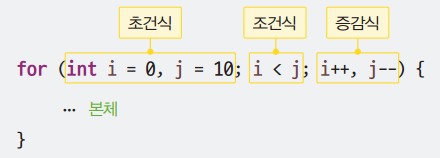 초건식 조건식 증감식
for (int i = 0, j = 10; i < j; i++, j--) {
... 본체
}